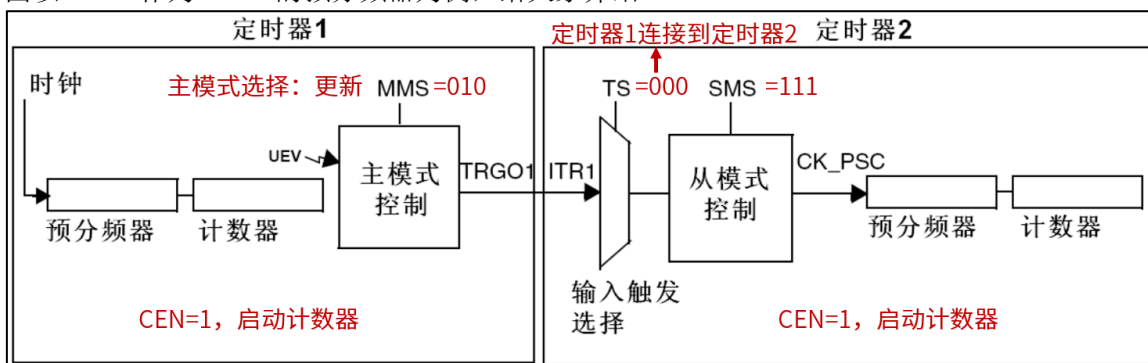 定时器1
定时器1连接到定时器2 定时器2
时钟
主模式选择：更新 MMS =010
TS =000 SMS =111
UEV
主模式
控制
TRGO1
ITR1
从模式
控制
CK_PSC
预分频器
计数器
预分频器
计数器
输入触发
选择
CEN=1，启动计数器
CEN=1，启动计数器